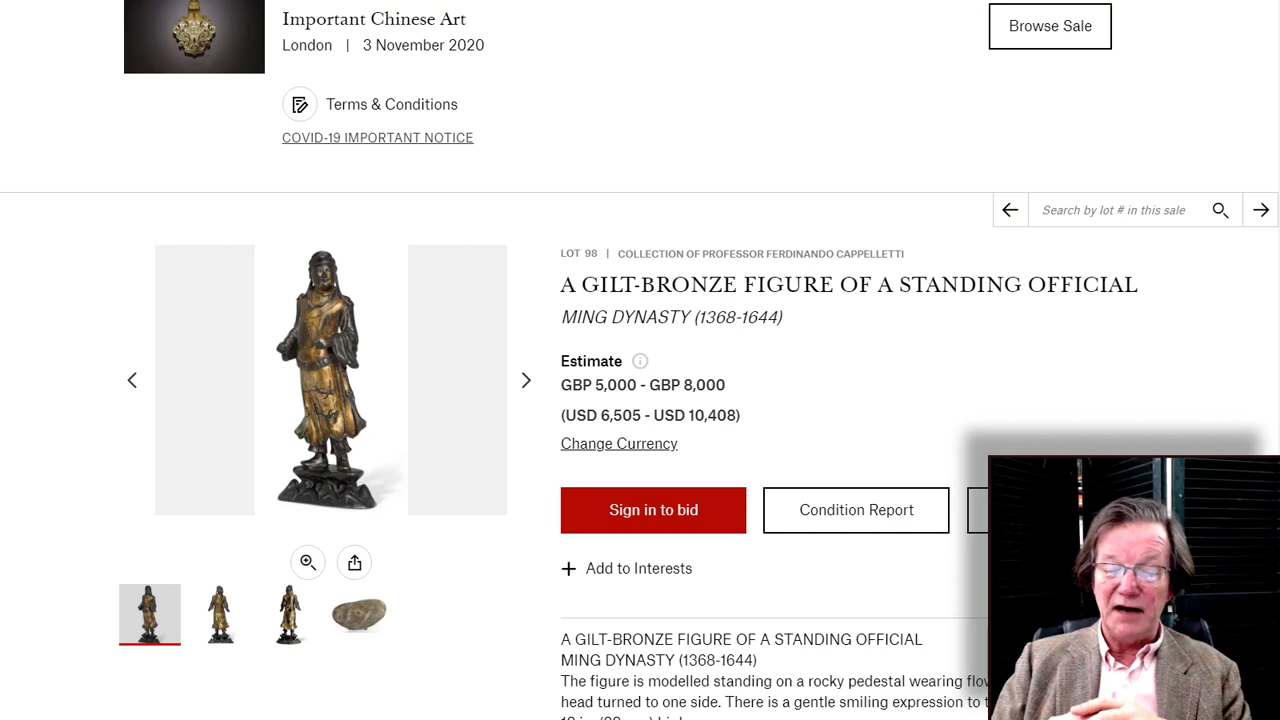 Important Chinese Art
London | 3 November 2020
Browse Sale
Terms & Conditions
COVID-19 IMPORTANT NOTICE
Search by lot # in this sale
LOT 98 | COLLECTION OF PROFESSOR FERDINANDO CAPPELLETTI
A GILT-BRONZE FIGURE OF A STANDING OFFICIAL
MING DYNASTY (1368-1644)
Estimate
GBP 5,000 - GBP 8,000
(USD 6,505 - USD 10,408)
Change Currency
Sign in to bid
Condition Report
Add to Interests
A GILT-BRONZE FIGURE OF A STANDING OFFICIAL
MING DYNASTY (1368-1644)
The figure is modelled standing on a rocky pedestal wearing
head turned to one side. There is a gentle smiling expression to